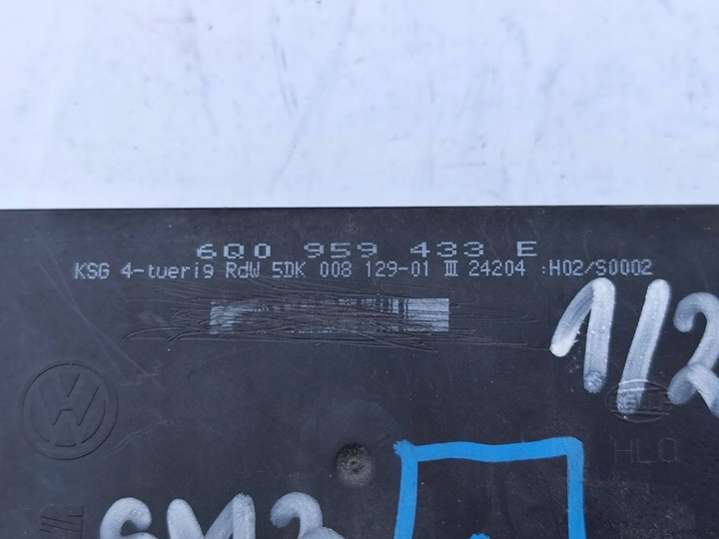 6Q0 959 433 E
KSG 4-tuerig RdW 5DK 008 129-01 III 24204 :H02/S0002
1/2
HLO